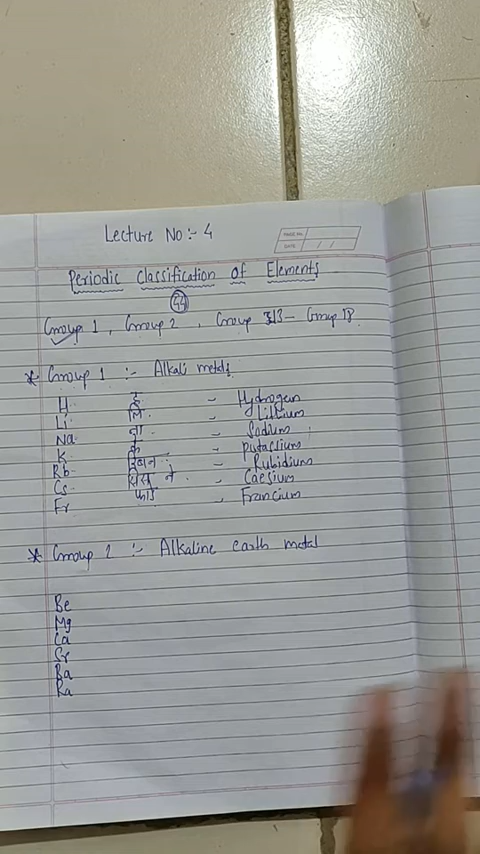 Lecture No :- 4
PAGE No.
DATE / /
Periodic Classification of Elements
44
Group 1, Group 2, Group 13 - Group 18
* Group 1 :- Alkali metals
H हे - Hydrogen
Li लि - Lithium
Na ना - Sodium
K के - Potassium
Rb - Rubidium
Cs ने - Caesium
Fr - Francium
* Group 2 :- Alkaline earth metal
Be
Mg
Ca
Sr
Ba
Ra